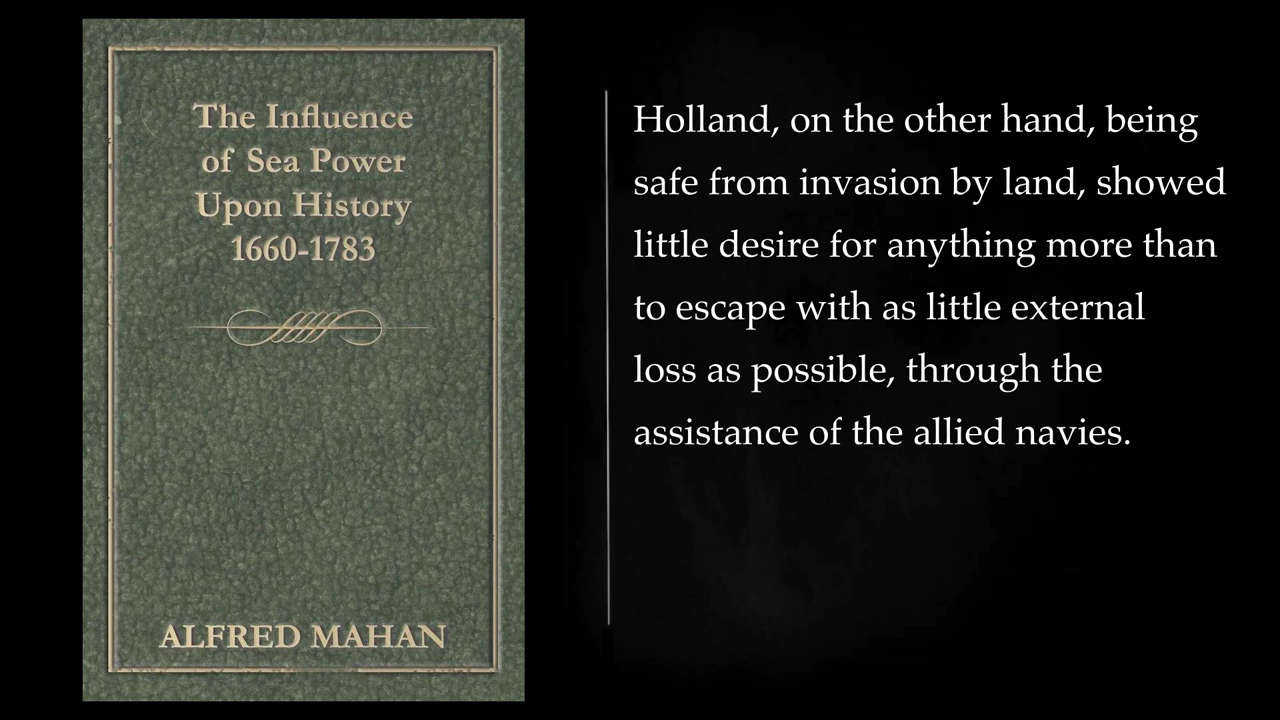 The Influence
of Sea Power
Upon History
1660-1783
ALFRED MAHAN
Holland, on the other hand, being
safe from invasion by land, showed
little desire for anything more than
to escape with as little external
loss as possible, through the
assistance of the allied navies.